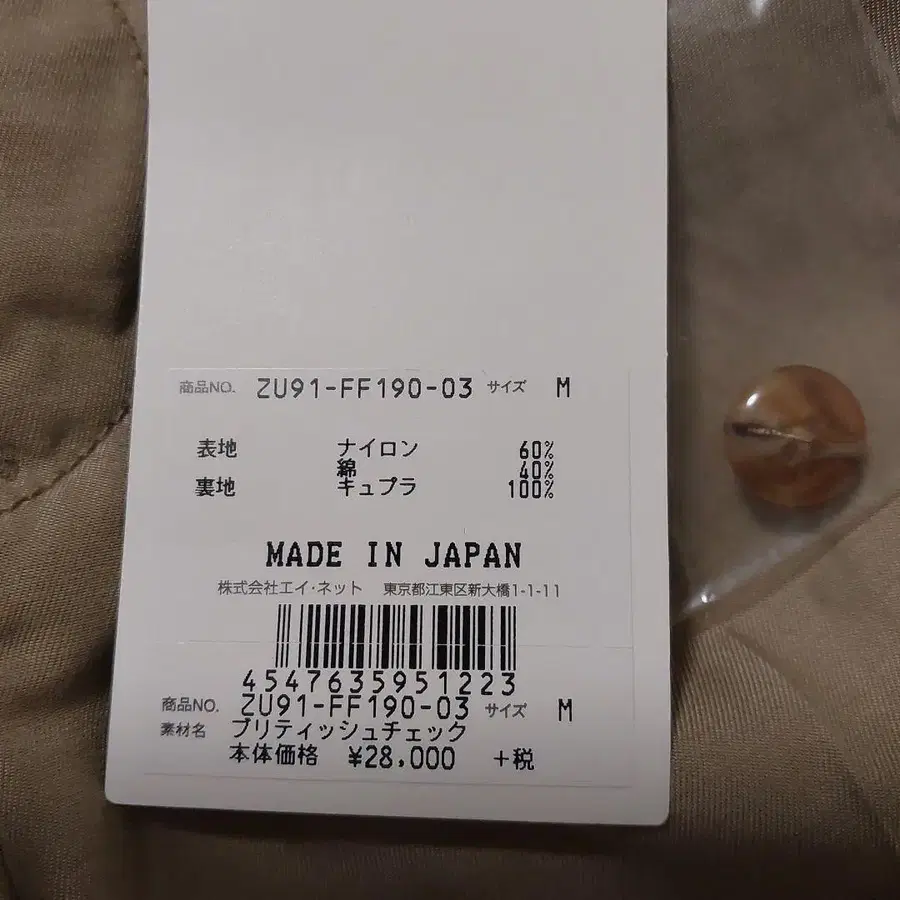 商品NO. ZU91-FF190-03 サイズ M
表地 ナイロン 60%
綿 40%
裏地 キュプラ 100%
MADE IN JAPAN
株式会社エイ・ネット 東京都江東区新大橋1-1-11
4547635951223
商品NO. ZU91-FF190-03 サイズ M
素材名 ブリティッシュチェック
本体価格 ¥28,000 +税